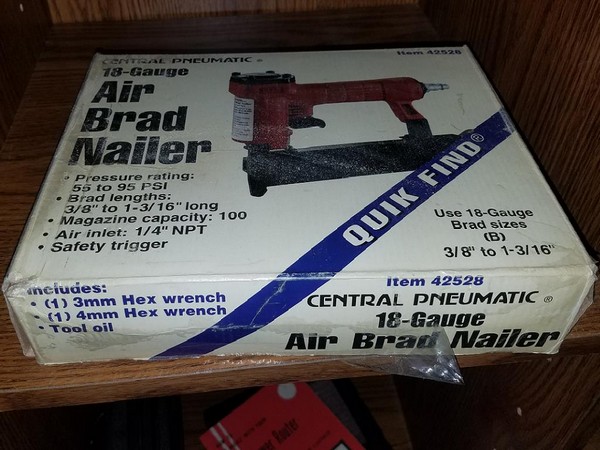 CENTRAL PNEUMATIC ®
Item 42528
18-Gauge
Air
Brad
Nailer
• Pressure rating:
55 to 95 PSI
• Brad lengths:
3/8" to 1-3/16" long
• Magazine capacity: 100
• Air inlet: 1/4" NPT
• Safety trigger
QUIK FIND®
Use 18-Gauge
Brad sizes
(B)
3/8" to 1-3/16"
Includes:
• (1) 3mm Hex wrench
• (1) 4mm Hex wrench
• Tool oil
Item 42528
CENTRAL PNEUMATIC ®
18-Gauge
Air Brad Nailer
Router